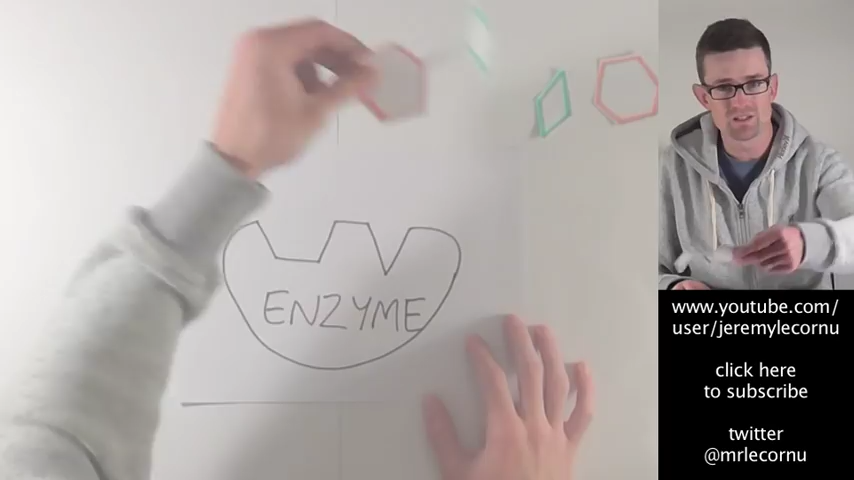 ENZYME
www.youtube.com/
user/jeremylecornu
click here
to subscribe
twitter
@mrlecornu